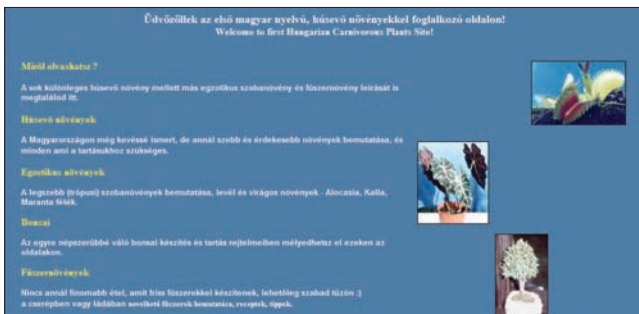 Üdvözöllek az első magyar nyelvű, húsevő növényekkel foglalkozó oldalon!
Welcome to first Hungarian Carnivorous Plants Site!
Miről olvashatsz ?
A sok különleges húsevő növény mellett más egzotikus szobanövény és fűszernövény leírását is
megtalálod itt.
Húsevő növények
A Magyarországon még kevéssé ismert, de annál szebb és érdekesebb növények bemutatása, és
minden ami a tartásukhoz szükséges.
Egzotikus növények
A legszebb (trópusi) szobanövények bemutatása, levél és virágos növények - Alocasia, Kalla,
Maranta félék.
Bonsai
Az egyre népszerűbbé váló bonsai készítés és tartás rejtelmeiben mélyedhetsz el ezeken az
oldalakon.
Fűszernövények
Nincs annál finomabb étel, amit friss fűszerekkel készítenek, lehetőleg szabad tűzön :)
a cserépben vagy ládában nevelhető fűszerek bemutatása, receptek, tippek.